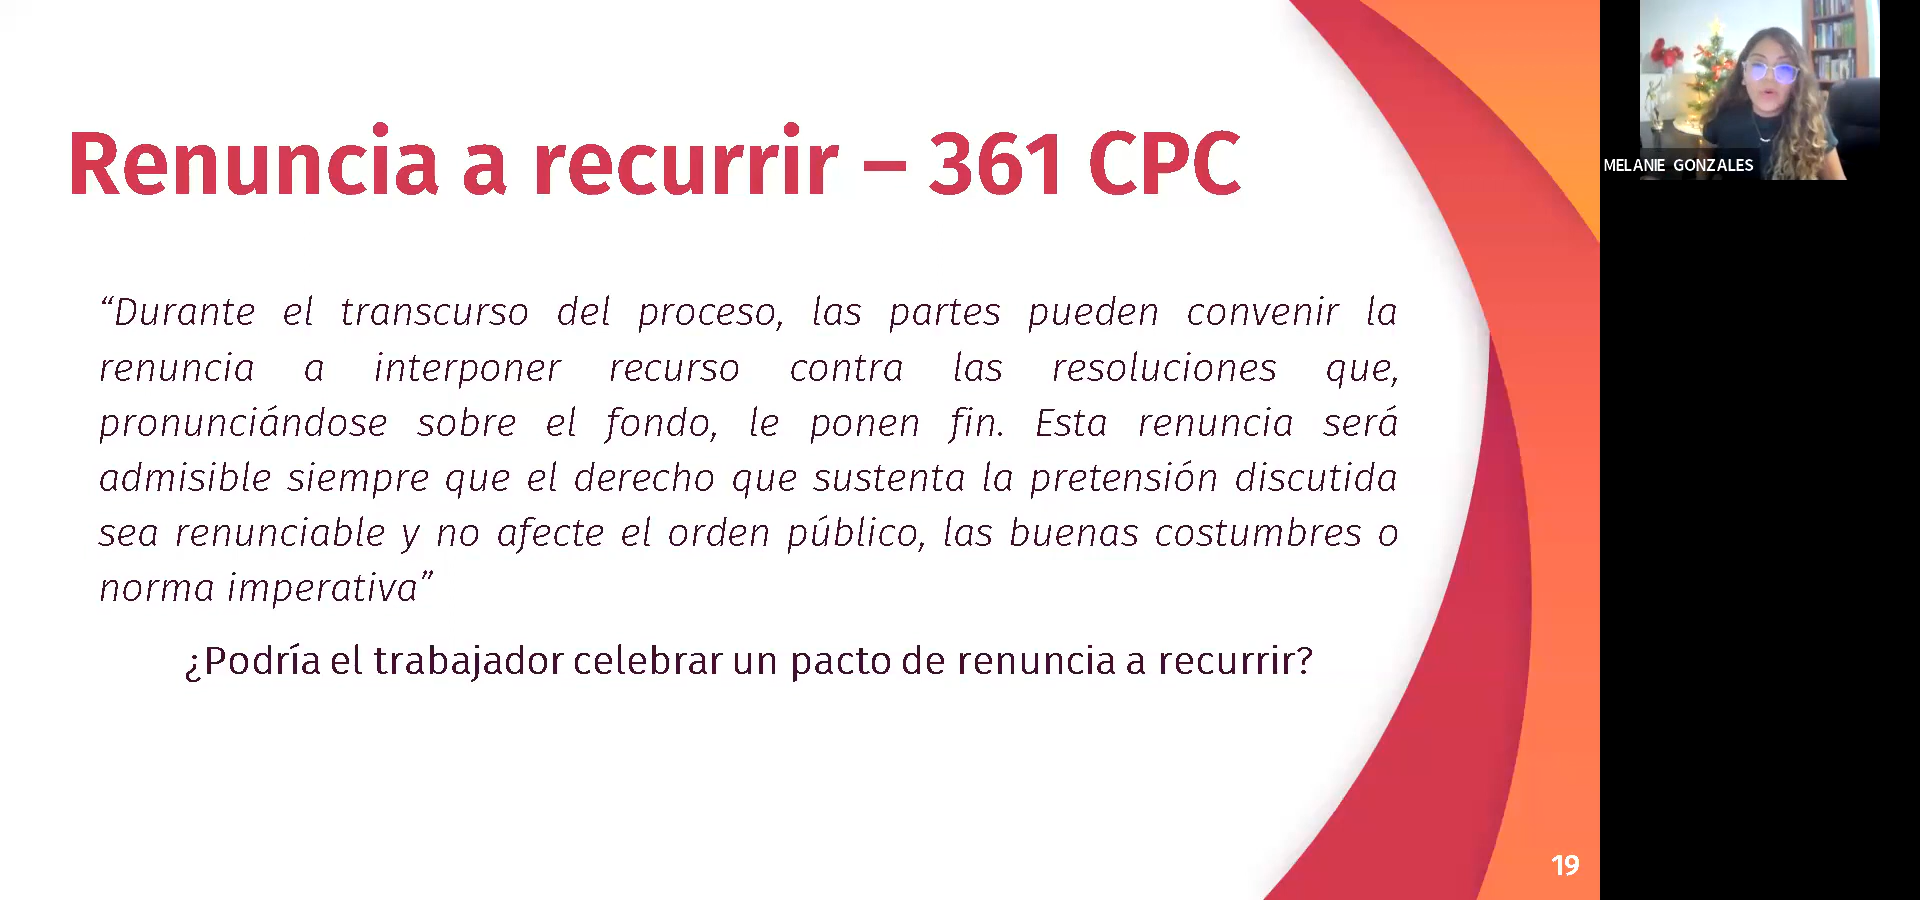 Renuncia a recurrir – 361 CPC
“Durante el transcurso del proceso, las partes pueden convenir la
renuncia a interponer recurso contra las resoluciones que,
pronunciándose sobre el fondo, le ponen fin. Esta renuncia será
admisible siempre que el derecho que sustenta la pretensión discutida
sea renunciable y no afecte el orden público, las buenas costumbres o
norma imperativa”
¿Podría el trabajador celebrar un pacto de renuncia a recurrir?
19
MELANIE GONZALES